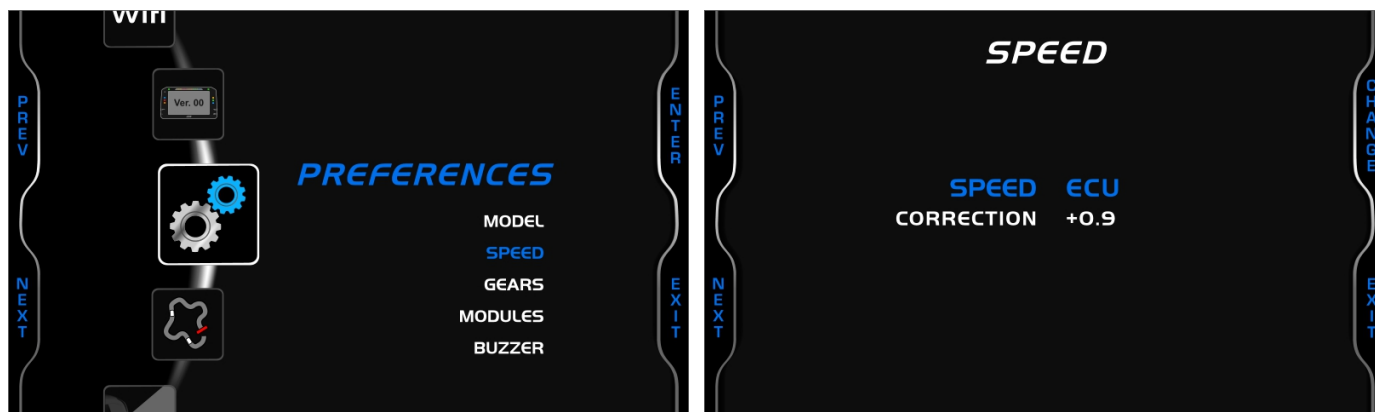 Wifi
Ver. 00
PREV
NEXT
PREFERENCES
MODEL
SPEED
GEARS
MODULES
BUZZER
ENTER
EXIT
SPEED
PREV
NEXT
SPEED ECU
CORRECTION +0.9
CHANGE
EXIT